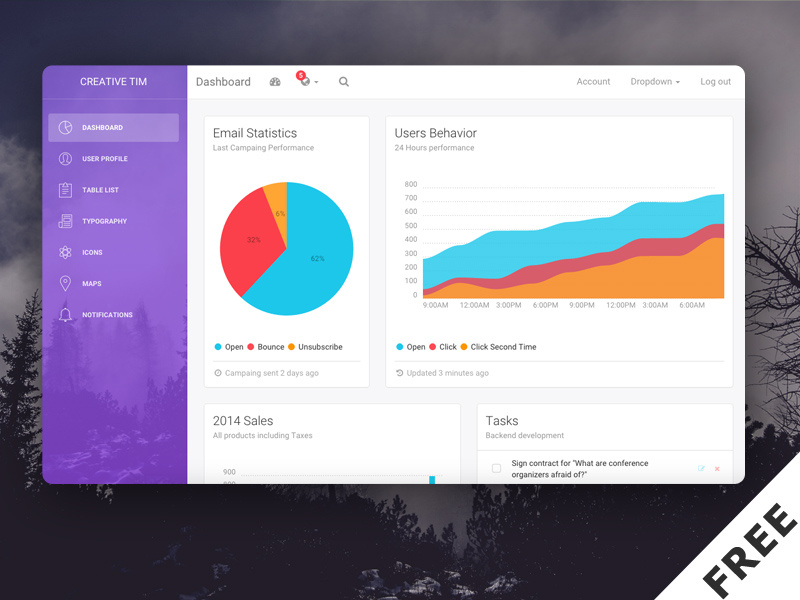 CREATIVE TIM
DASHBOARD
USER PROFILE
TABLE LIST
TYPOGRAPHY
ICONS
MAPS
NOTIFICATIONS
Dashboard 5 Account Dropdown Log out
Email Statistics
Last Campaing Performance
6%
32%
62%
Open Bounce Unsubscribe
Campaing sent 2 days ago
Users Behavior
24 Hours performance
800
700
600
500
400
300
200
100
0
9:00AM 12:00AM 3:00PM 6:00PM 9:00PM 12:00PM 3:00AM 6:00AM
Open Click Click Second Time
Updated 3 minutes ago
2014 Sales
All products including Taxes
900
Tasks
Backend development
Sign contract for "What are conference
organizers afraid of?"
FREE